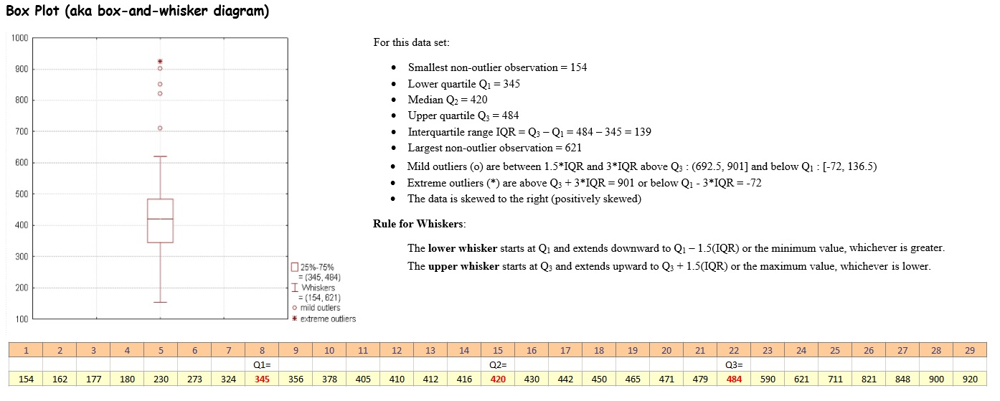 Box Plot (aka box-and-whisker diagram)
1000
900
800
700
600
500
400
300
200
100
25%-75%
= (345, 484)
Whiskers
= (154, 621)
mild outlers
extreme outliers
For this data set:
• Smallest non-outlier observation = 154
• Lower quartile Q₁ = 345
• Median Q₂ = 420
• Upper quartile Q₃ = 484
• Interquartile range IQR = Q₃ – Q₁ = 484 – 345 = 139
• Largest non-outlier observation = 621
• Mild outliers (o) are between 1.5*IQR and 3*IQR above Q₃ : (692.5, 901] and below Q₁ : [-72, 136.5)
• Extreme outliers (*) are above Q₃ + 3*IQR = 901 or below Q₁ - 3*IQR = -72
• The data is skewed to the right (positively skewed)
Rule for Whiskers:
The lower whisker starts at Q₁ and extends downward to Q₁ – 1.5(IQR) or the minimum value, whichever is greater.
The upper whisker starts at Q₃ and extends upward to Q₃ + 1.5(IQR) or the maximum value, whichever is lower.
1 2 3 4 5 6 7 8 9 10 11 12 13 14 15 16 17 18 19 20 21 22 23 24 25 26 27 28 29
Q1= Q2= Q3=
154 162 177 180 230 273 324 345 356 378 405 410 412 416 420 430 442 450 465 471 479 484 590 621 711 821 848 900 920